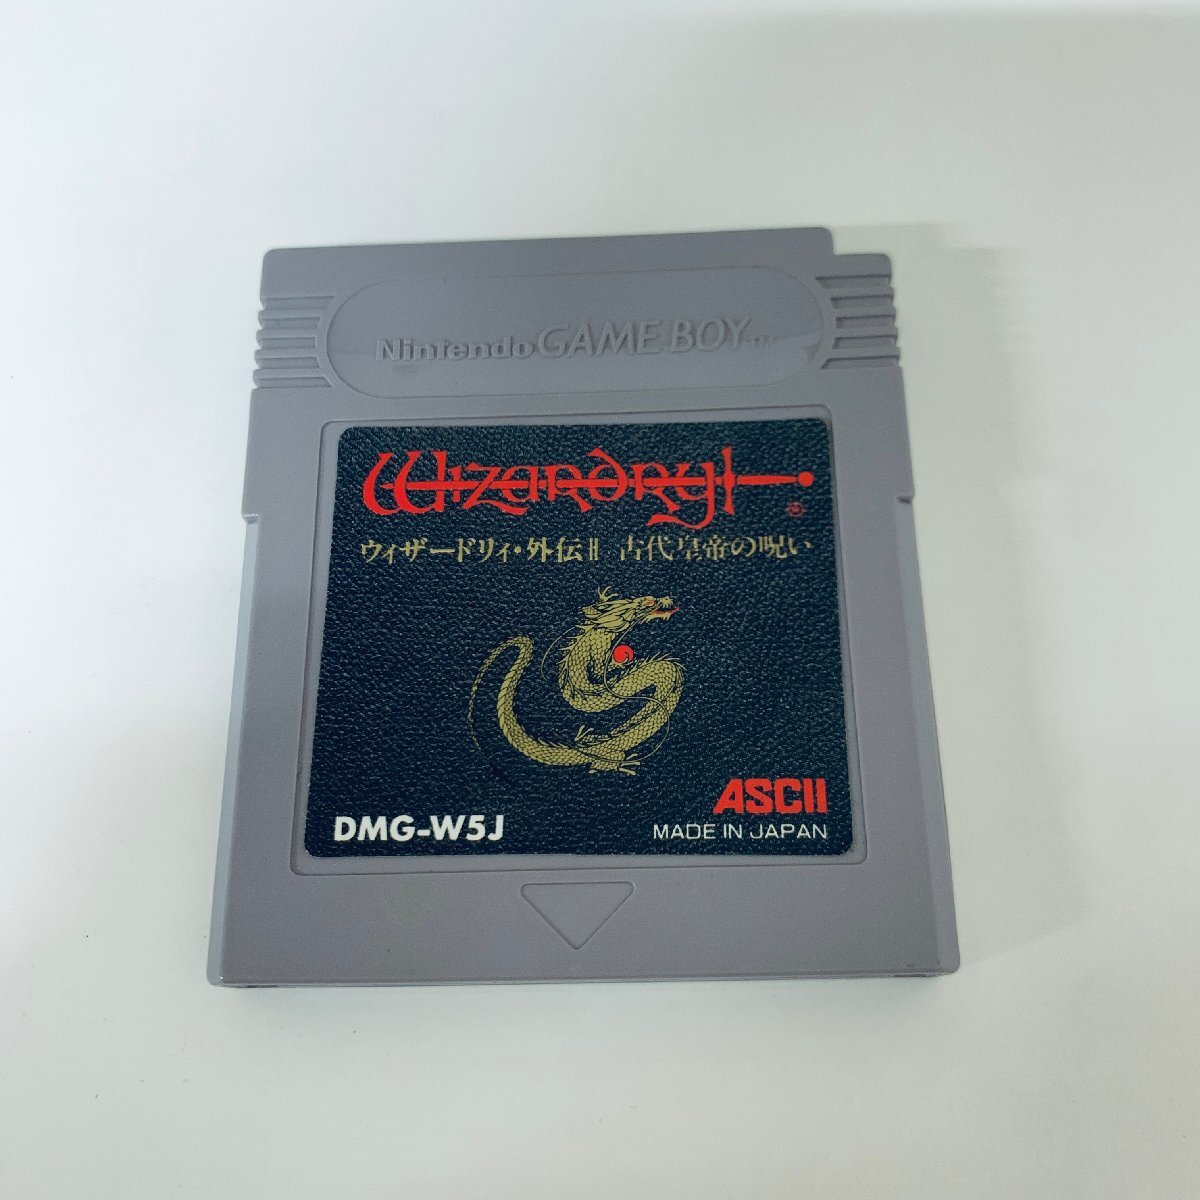 Nintendo GAME BOY TM
Wizardry ®
ウィザードリィ・外伝II 古代皇帝の呪い
ASCII
DMG-W5J
MADE IN JAPAN